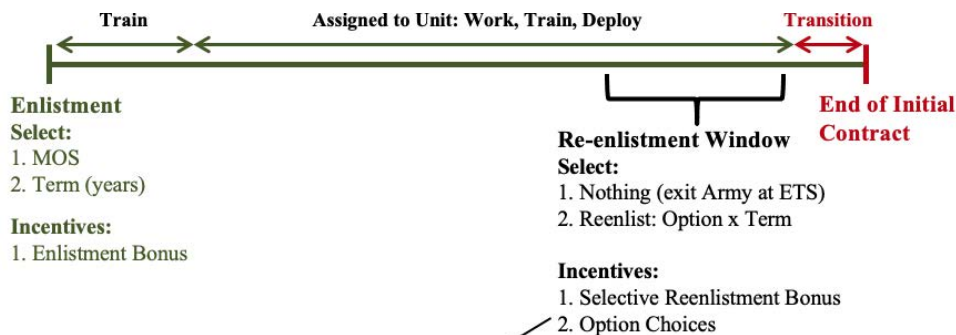 Train
Assigned to Unit: Work, Train, Deploy
Transition
Enlistment
Select:
1. MOS
2. Term (years)
Incentives:
1. Enlistment Bonus
Re-enlistment Window
Select:
1. Nothing (exit Army at ETS)
2. Reenlist: Option x Term
Incentives:
1. Selective Reenlistment Bonus
2. Option Choices
End of Initial
Contract